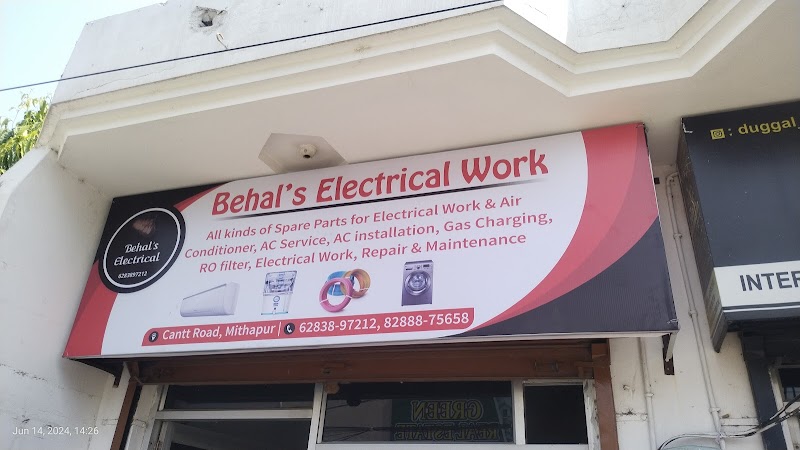 Behal's Electrical Work
All kinds of Spare Parts for Electrical Work & Air
Conditioner, AC Service, AC installation, Gas Charging,
RO filter, Electrical Work, Repair & Maintenance
Behal's
Electrical
6283897212
Cantt Road, Mithapur | 62838-97212, 82888-75658
: duggal_
INTER
GREEN
Jun 14, 2024, 14:26